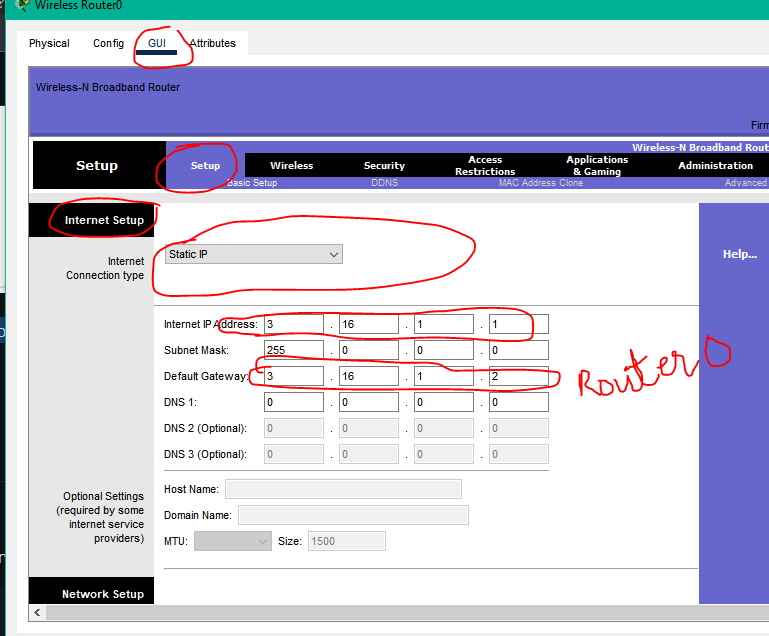 Wireless Router0
Physical Config GUI Attributes
Wireless-N Broadband Router
Firm
Wireless-N Broadband Rout
Setup
Setup Wireless Security Access Restrictions Applications & Gaming Administration
Basic Setup DDNS MAC Address Clone Advanced
Internet Setup
Internet Connection type
Static IP
Help...
Internet IP Address: 3 . 16 . 1 . 1
Subnet Mask: 255 . 0 . 0 . 0
Default Gateway: 3 . 16 . 1 . 2
Router0
DNS 1: 0 . 0 . 0 . 0
DNS 2 (Optional): 0 . 0 . 0 . 0
DNS 3 (Optional): 0 . 0 . 0 . 0
Optional Settings
(required by some
internet service
providers)
Host Name:
Domain Name:
MTU: Size: 1500
Network Setup